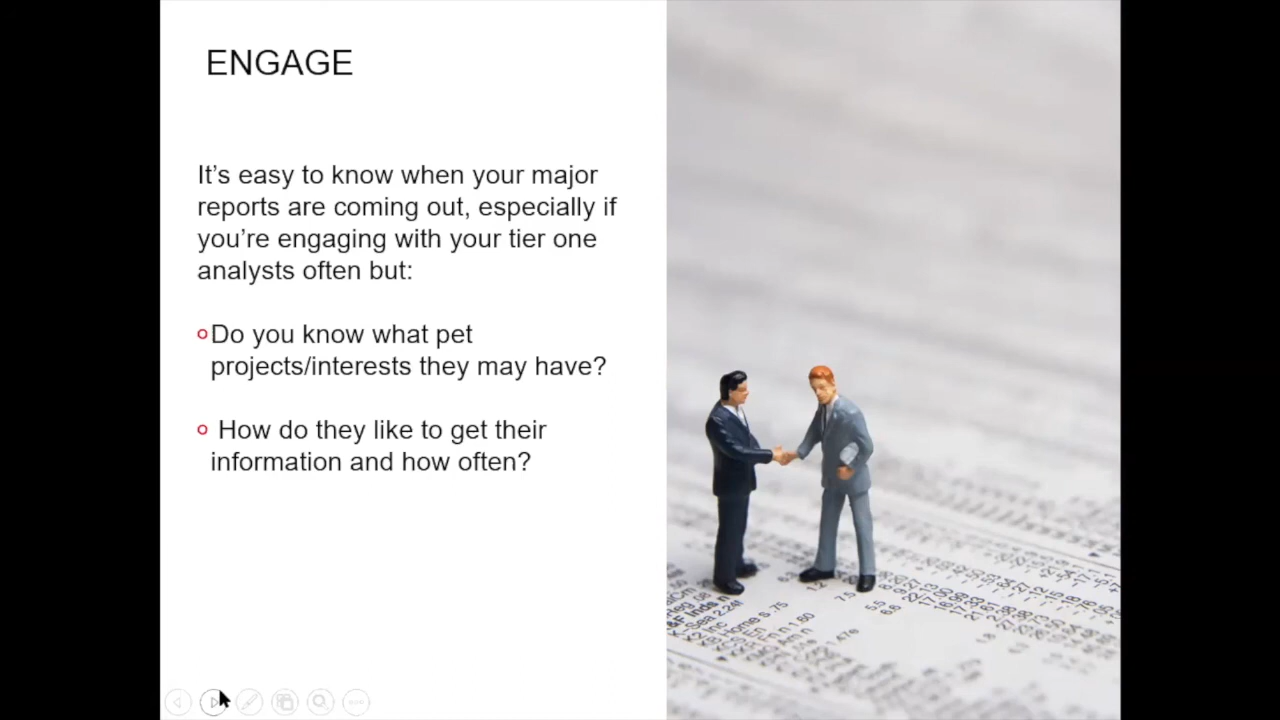 ENGAGE
It’s easy to know when your major
reports are coming out, especially if
you’re engaging with your tier one
analysts often but:
Do you know what pet
projects/interests they may have?
How do they like to get their
information and how often?